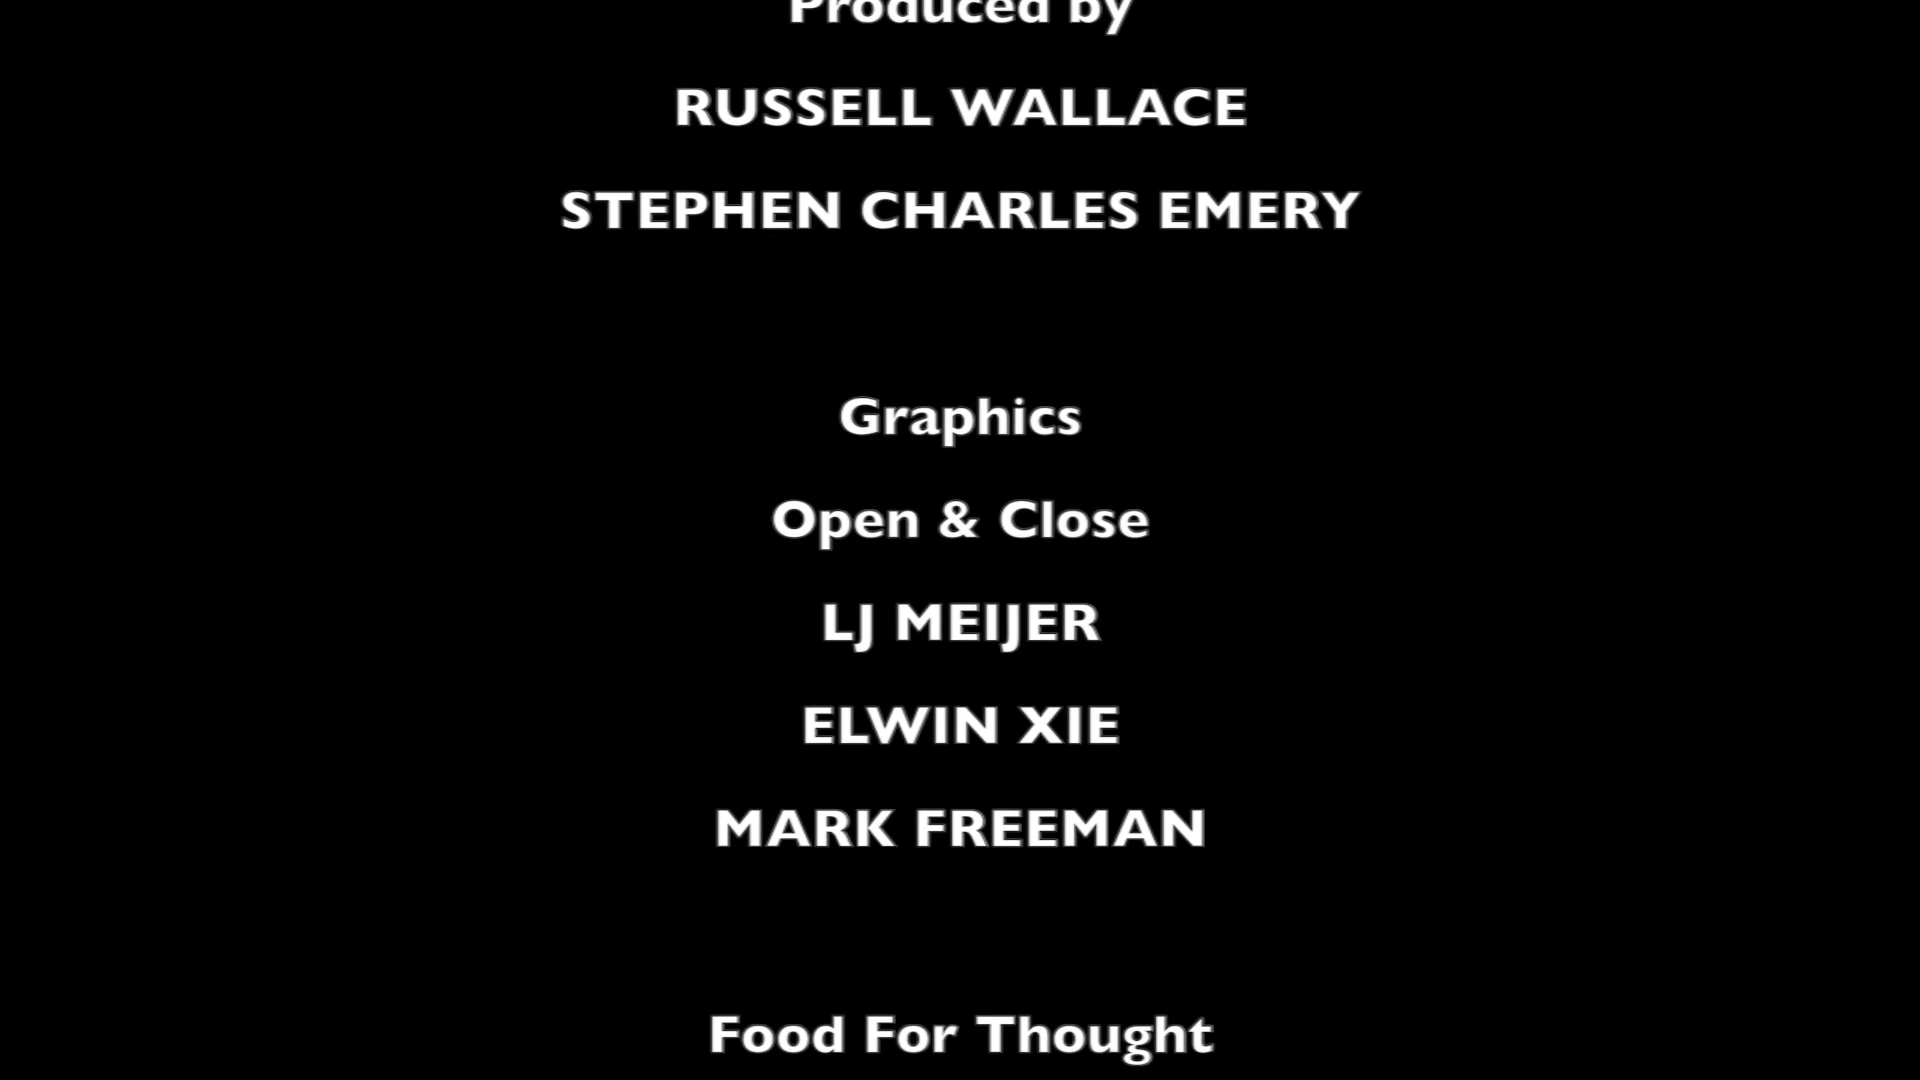 Produced by
RUSSELL WALLACE
STEPHEN CHARLES EMERY
Graphics
Open & Close
LJ MEIJER
ELWIN XIE
MARK FREEMAN
Food For Thought